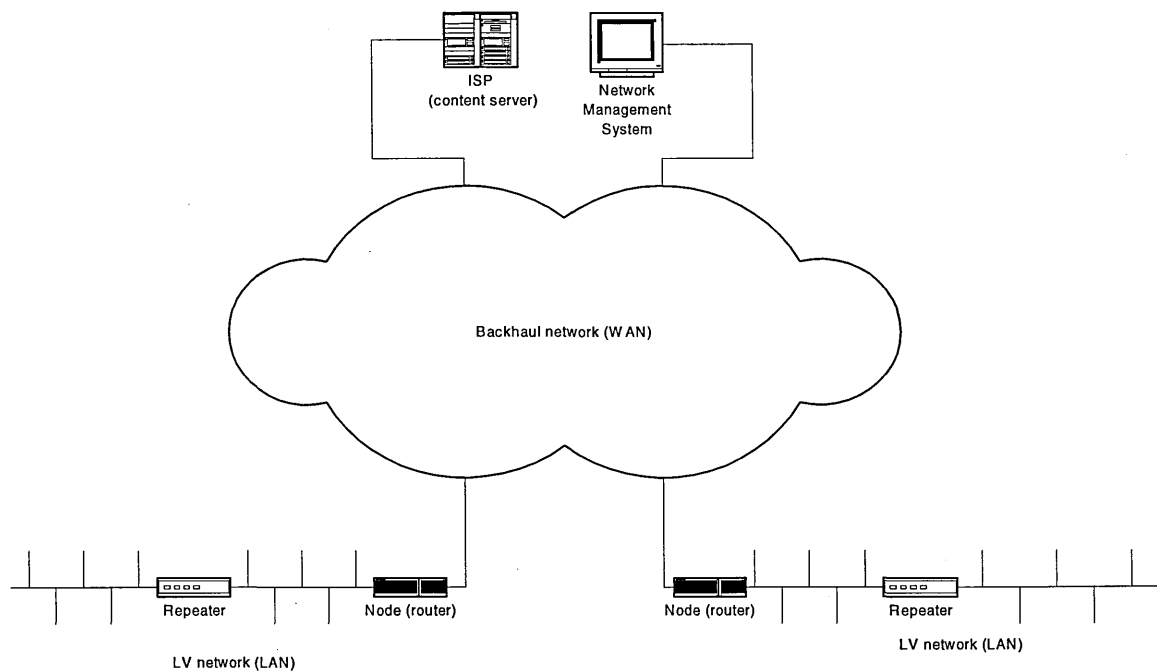 ISP
(content server)
Network
Management
System
Backhaul network (WAN)
Repeater
Node (router)
Node (router)
Repeater
LV network (LAN)
LV network (LAN)